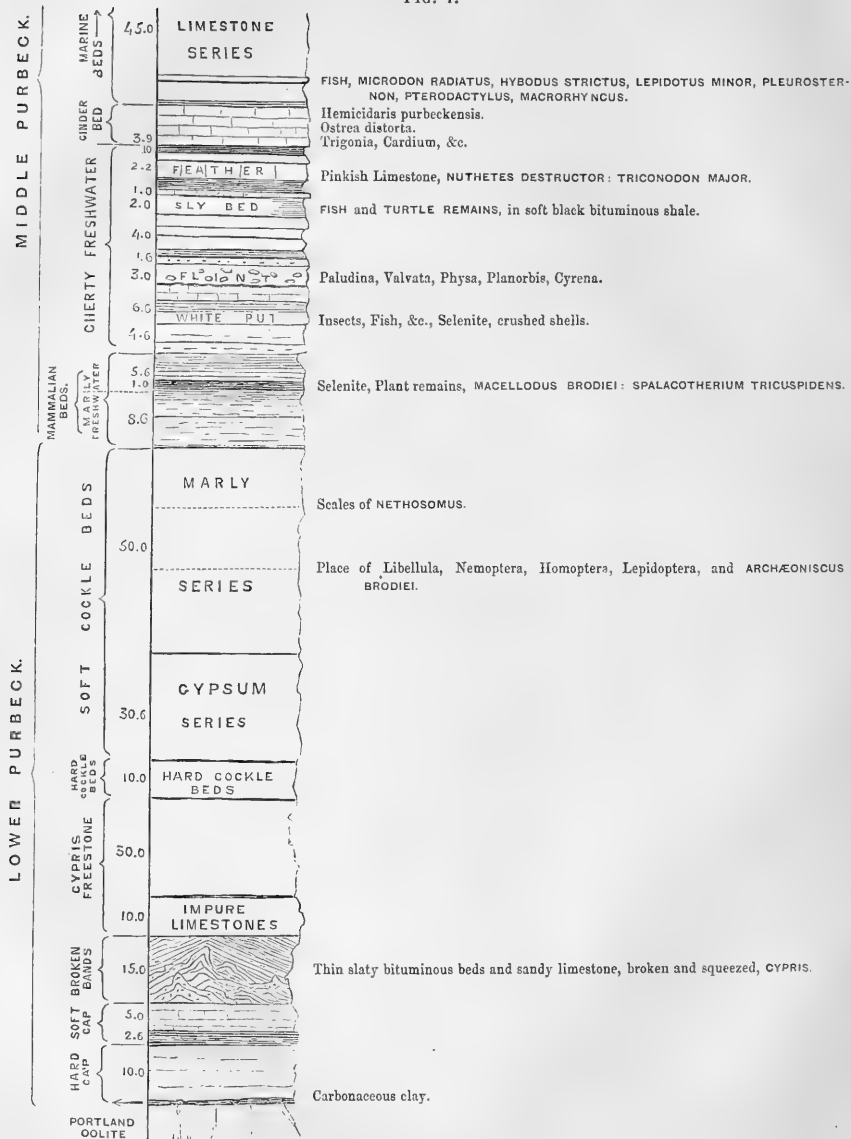 FIG. 7.
MIDDLE PURBECK.
MARINE BEDS
45.0
LIMESTONE
SERIES
FISH, MICRODON RADIATUS, HYBODUS STRICTUS, LEPIDOTUS MINOR, PLEUROSTER-
NON, PTERODACTYLUS, MACRORHYNCUS.
CINDER BED
3.9
Hemicidaris purbeckensis.
Ostrea distorta.
Trigonia, Cardium, &c.
CHERTY FRESHWATER
10
2.2
FEATHER
Pinkish Limestone, NUTHETES DESTRUCTOR: TRICONODON MAJOR.
1.0
2.0
SLY BED
FISH and TURTLE REMAINS, in soft black bituminous shale.
4.0
1.6
3.0
FLOINT
Paludina, Valvata, Physa, Planorbis, Cyrena.
6.0
WHITE PUT
Insects, Fish, &c., Selenite, crushed shells.
1.6
MAMMALIAN BEDS.
MARLY FRESHWATER
5.6
1.0
Selenite, Plant remains, MACELLODUS BRODIEI: SPALACOTHERIUM TRICUSPIDENS.
8.6
LOWER PURBECK.
SOFT COCKLE BEDS
MARLY
Scales of NETHOSOMUS.
50.0
Place of Libellula, Nemoptera, Homoptera, Lepidoptera, and ARCHÆONISCUS
BRODIEI.
SERIES
GYPSUM
30.6
SERIES
HARD COCKLE BEDS
10.0
HARD COCKLE
BEDS
CYPRIS FREESTONE
30.0
10.0
IMPURE
LIMESTONES
BROKEN BANDS
15.0
Thin slaty bituminous beds and sandy limestone, broken and squeezed, CYPRIS.
SOFT CAP
5.0
2.6
HARD CAP
10.0
Carbonaceous clay.
PORTLAND
OOLITE